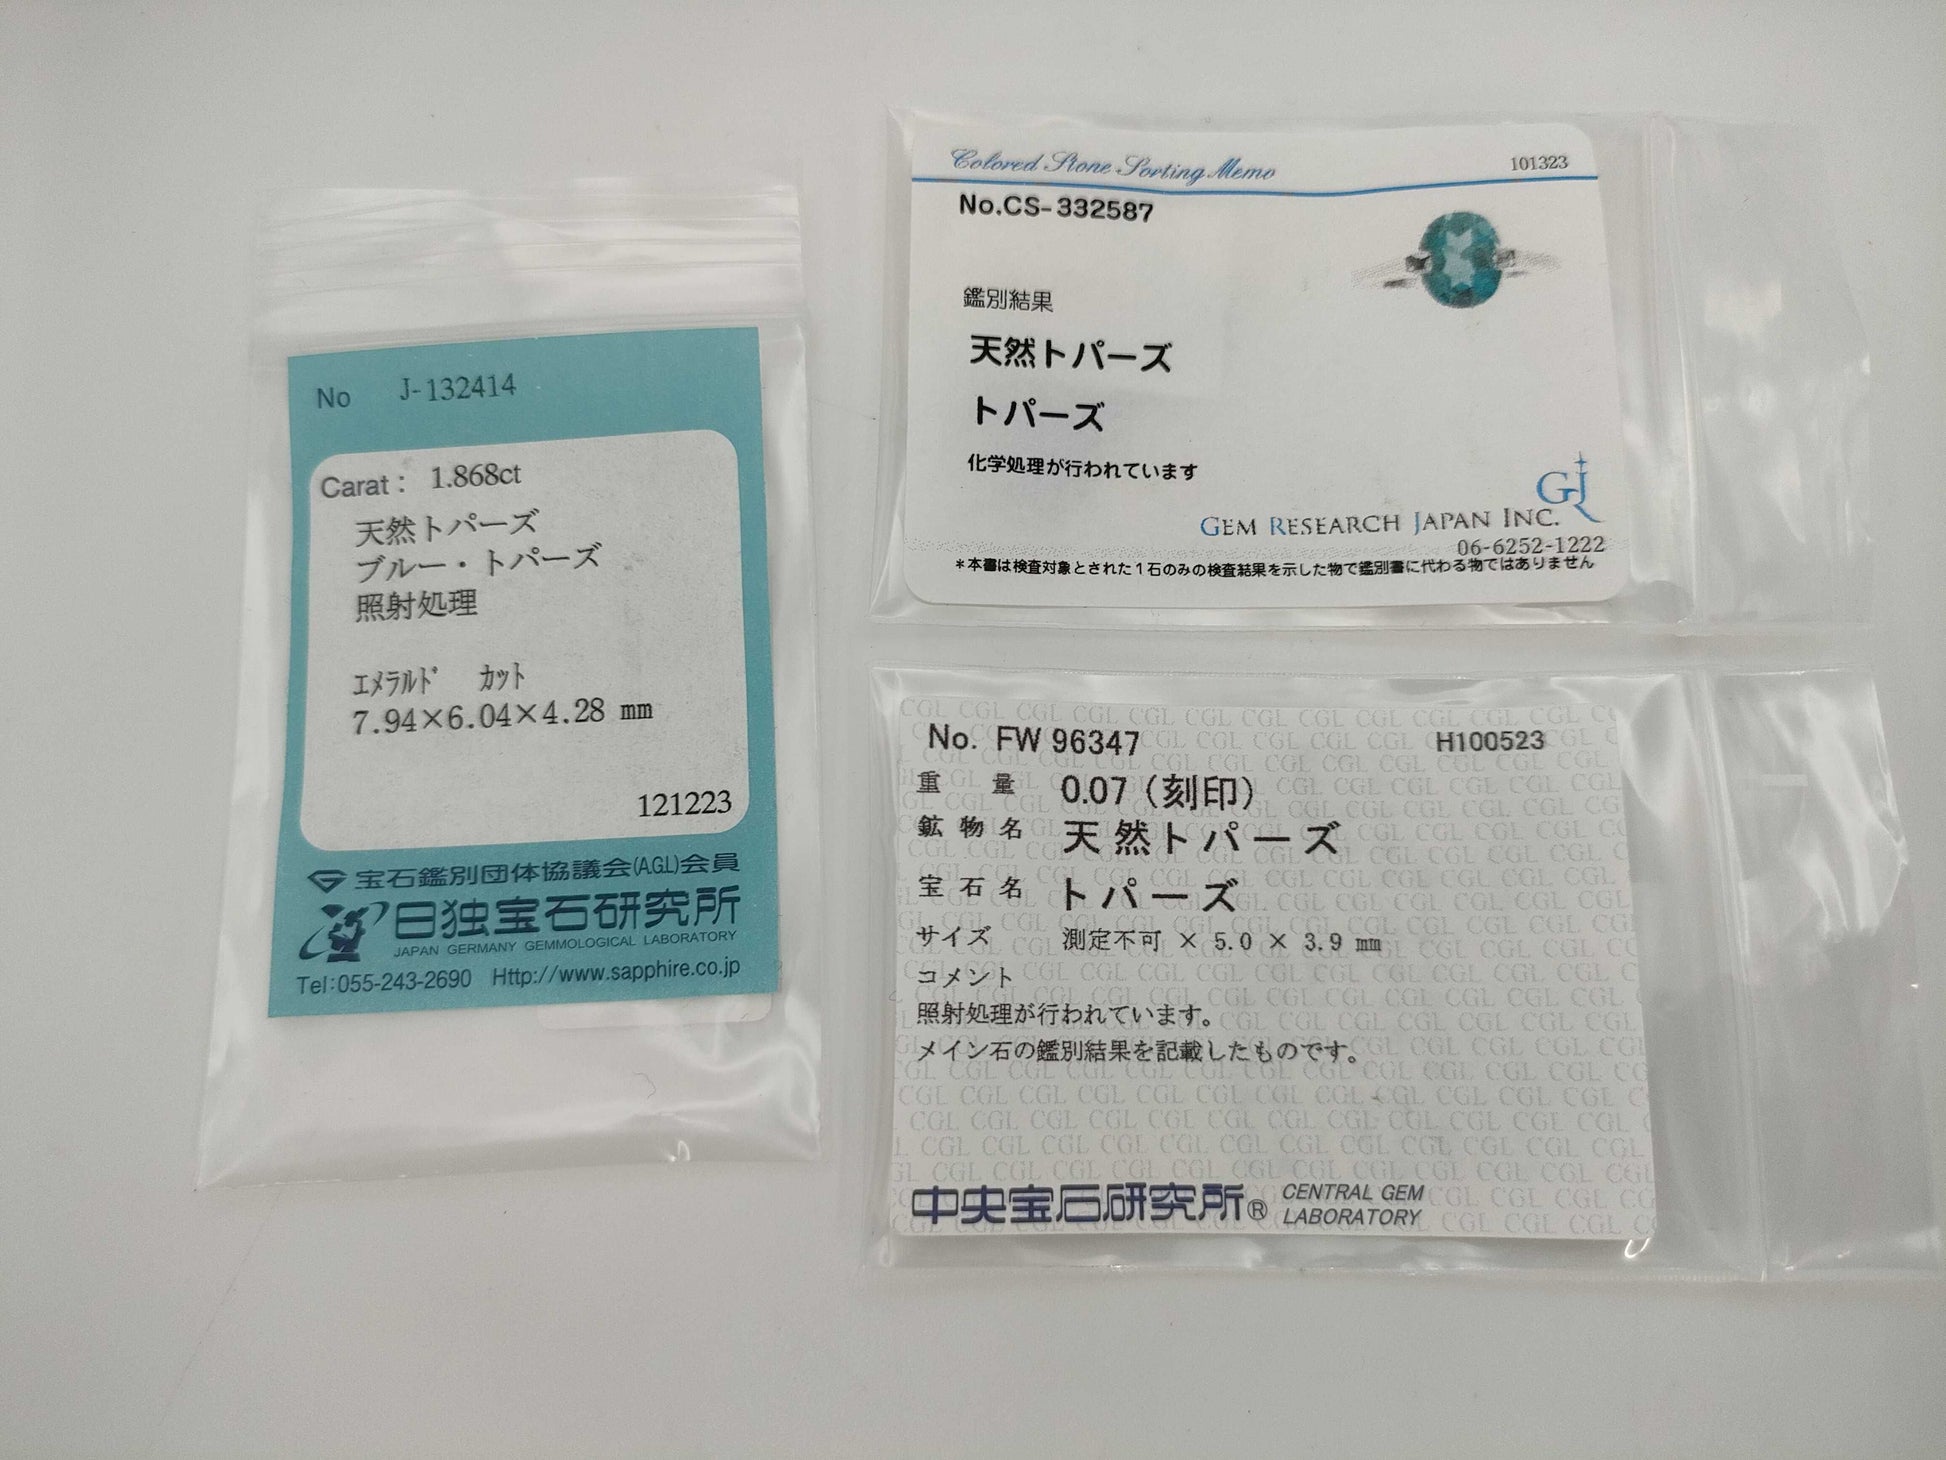 No J-132414
Carat： 1.868ct
天然トパーズ
ブルー・トパーズ
照射処理
ｴﾒﾗﾙﾄﾞ ｶｯﾄ
7.94×6.04×4.28 mm
121223
宝石鑑別団体協議会(A.G.L.)会員
日独宝石研究所
JAPAN GERMANY GEMMOLOGICAL LABORATORY
Tel:055-243-2690 Http://www.sapphire.co.jp
Colored Stone Sorting Memo 101323
No.CS-332587
鑑別結果
天然トパーズ
トパーズ
化学処理が行われています
GJR
GEM RESEARCH JAPAN INC.
06-6252-1222
*本書は検査対象とされた1石のみの検査結果を示した物で鑑別書に代わる物ではありません
No. FW 96347 H100523
重量 0.07（刻印）
鉱物名 天然トパーズ
宝石名 トパーズ
サイズ 測定不可 × 5.0 × 3.9 mm
コメント
照射処理が行われています。
メイン石の鑑別結果を記載したものです。
中央宝石研究所® CENTRAL GEM
LABORATORY